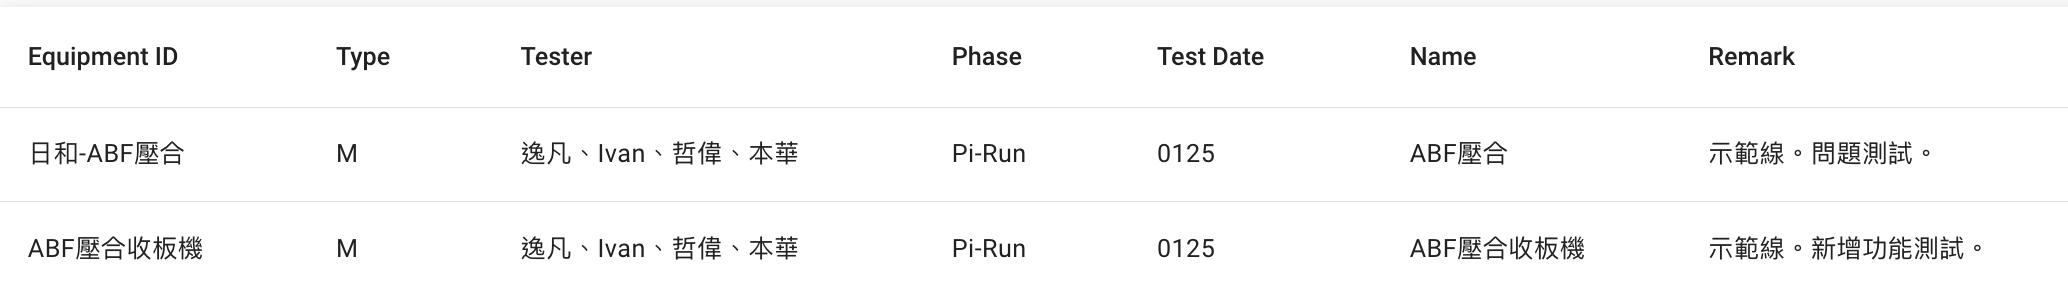 Equipment ID Type Tester Phase Test Date Name Remark
日和-ABF壓合 M 逸凡、Ivan、哲偉、本華 Pi-Run 0125 ABF壓合 示範線。問題測試。
ABF壓合收板機 M 逸凡、Ivan、哲偉、本華 Pi-Run 0125 ABF壓合收板機 示範線。新增功能測試。